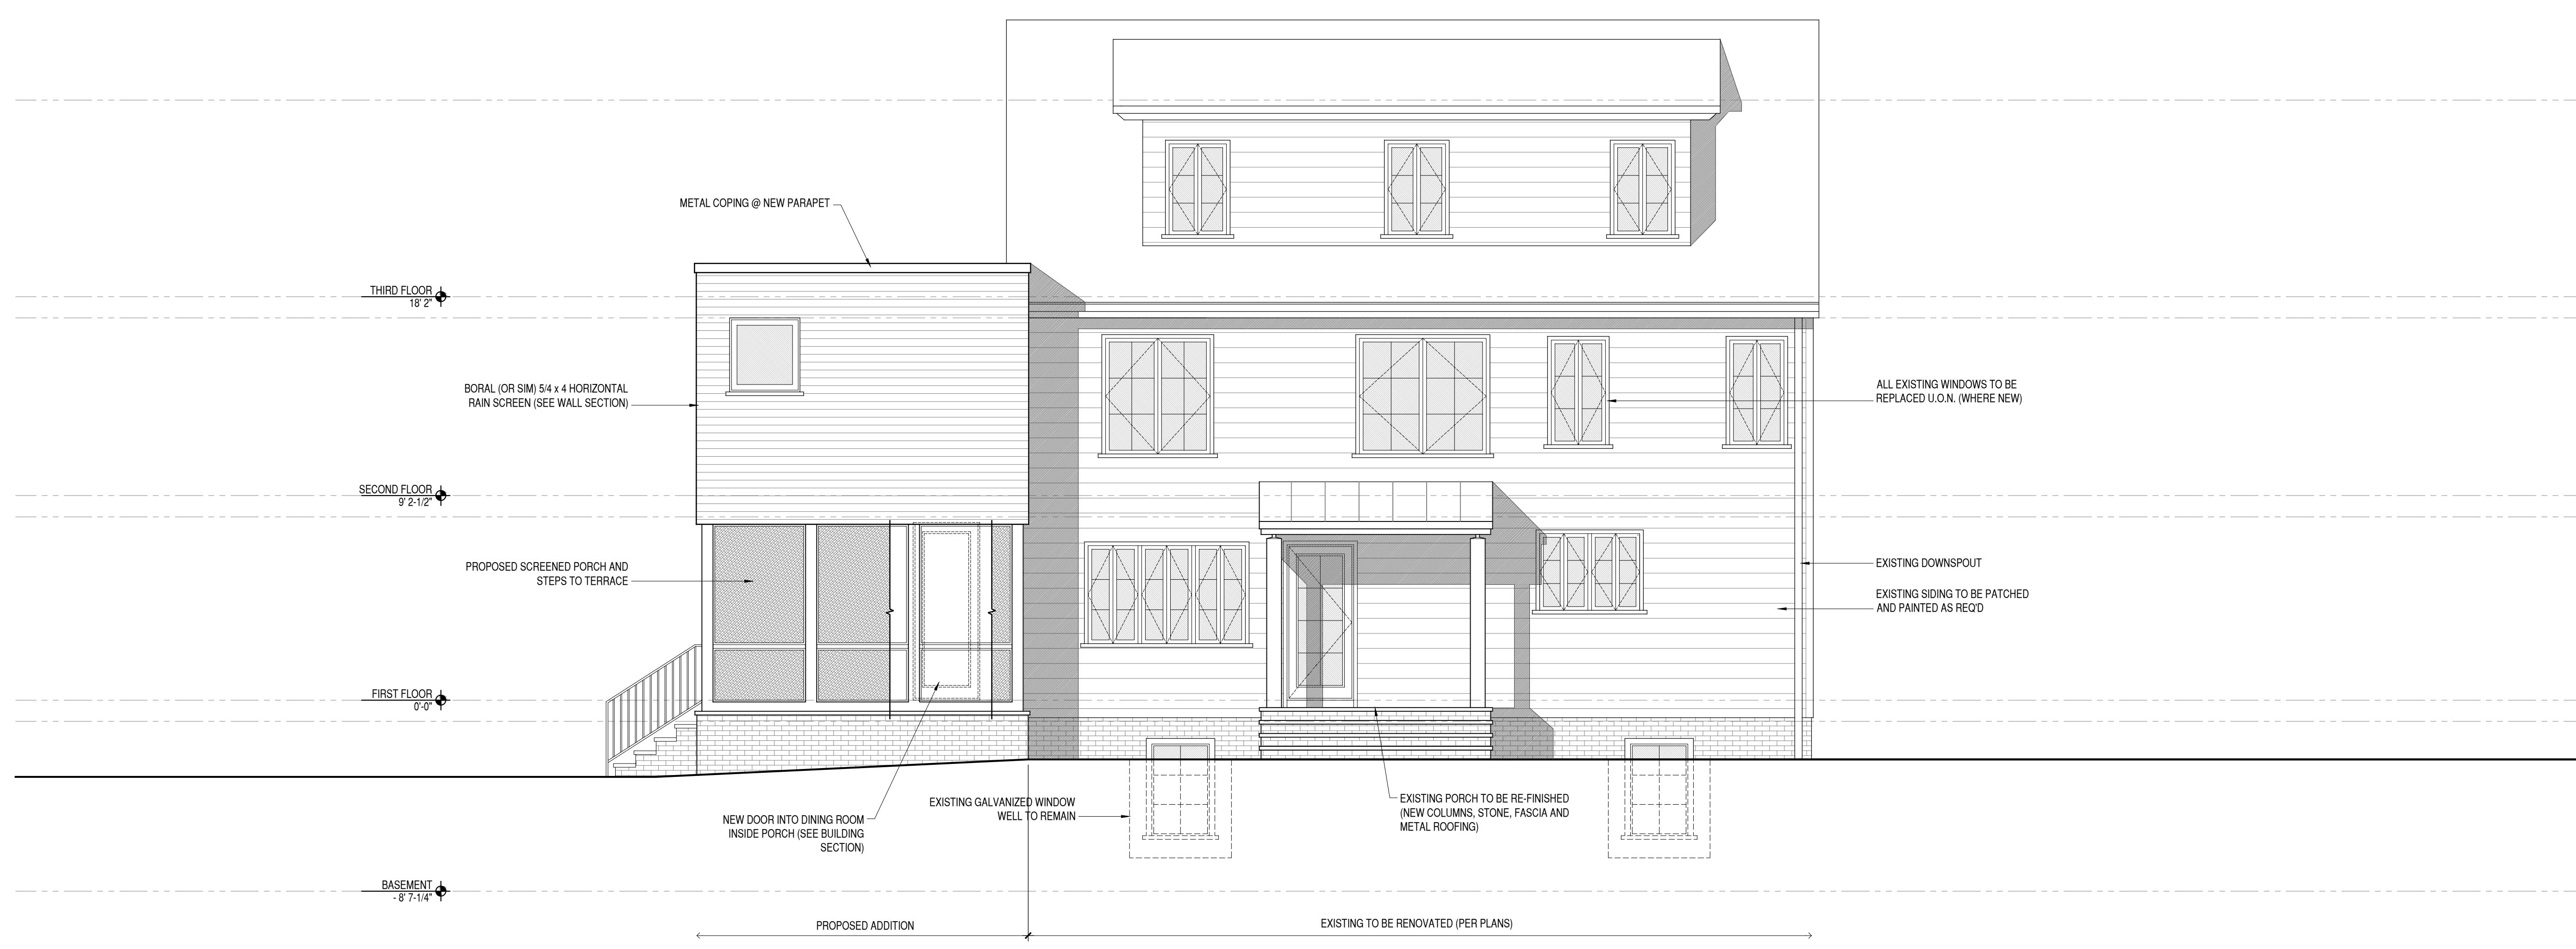 METAL COPING @ NEW PARAPET
THIRD FLOOR
18' 2"
BORAL (OR SIM) 5/4 x 4 HORIZONTAL
RAIN SCREEN (SEE WALL SECTION)
ALL EXISTING WINDOWS TO BE
REPLACED U.O.N. (WHERE NEW)
SECOND FLOOR
9' 2-1/2"
PROPOSED SCREENED PORCH AND
STEPS TO TERRACE
EXISTING DOWNSPOUT
EXISTING SIDING TO BE PATCHED
AND PAINTED AS REQ'D
FIRST FLOOR
0'-0"
NEW DOOR INTO DINING ROOM
INSIDE PORCH (SEE BUILDING
SECTION)
EXISTING GALVANIZED WINDOW
WELL TO REMAIN
EXISTING PORCH TO BE RE-FINISHED
(NEW COLUMNS, STONE, FASCIA AND
METAL ROOFING)
BASEMENT
- 8' 7-1/4"
PROPOSED ADDITION
EXISTING TO BE RENOVATED (PER PLANS)